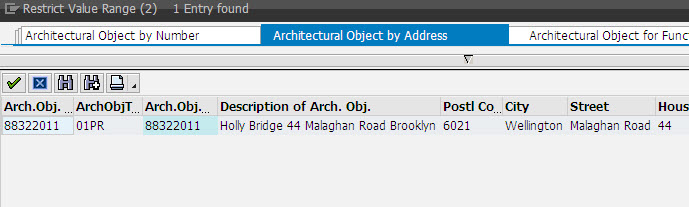 Restrict Value Range (2) 1 Entry found
Architectural Object by Number Architectural Object by Address Architectural Object for Func
Arch.Obj. ... ArchObjT... Arch.Obj.... Description of Arch. Obj. Postl Co... City Street Hous
88322011 01PR 88322011 Holly Bridge 44 Malaghan Road Brooklyn 6021 Wellington Malaghan Road 44